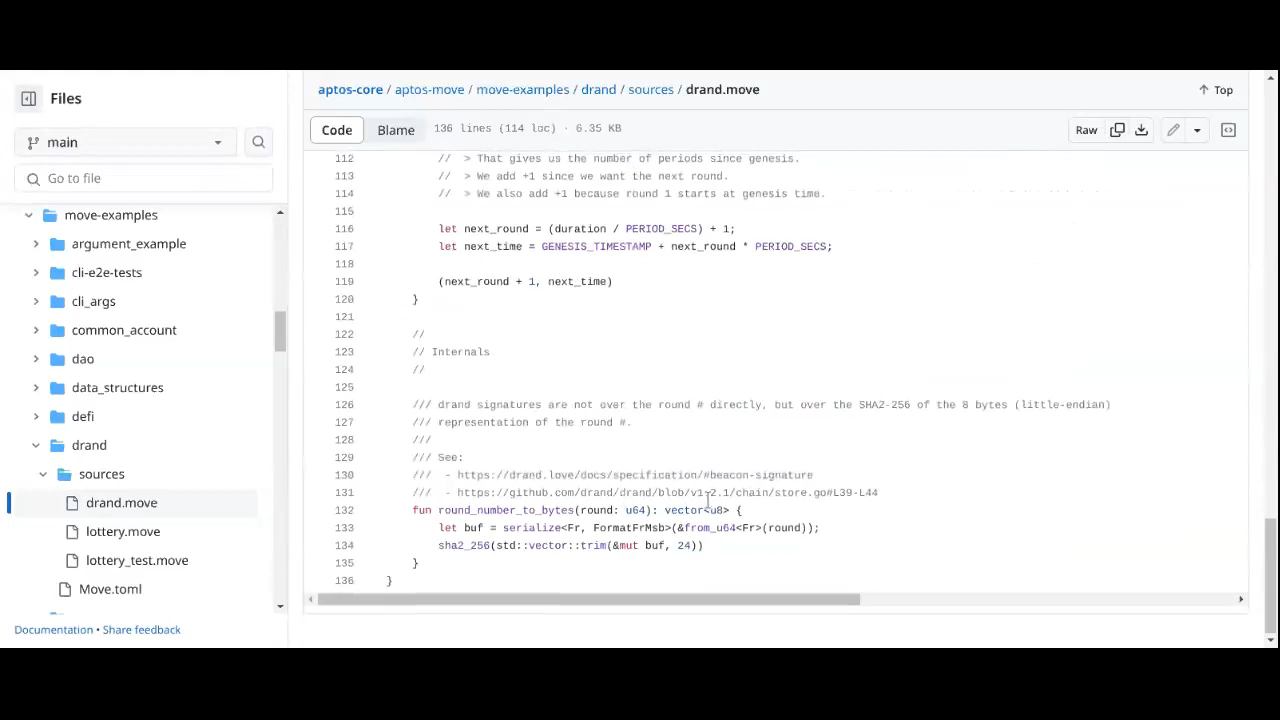 Files
main
Go to file
move-examples
argument_example
cli-e2e-tests
cli_args
common_account
dao
data_structures
defi
drand
sources
drand.move
lottery.move
lottery_test.move
Move.toml
Documentation • Share feedback
aptos-core / aptos-move / move-examples / drand / sources / drand.move
Top
Code Blame 136 lines (114 loc) · 6.35 KB Raw
112 // > That gives us the number of periods since genesis.
113 // > We add +1 since we want the next round.
114 // > We also add +1 because round 1 starts at genesis time.
115
116 let next_round = (duration / PERIOD_SECS) + 1;
117 let next_time = GENESIS_TIMESTAMP + next_round * PERIOD_SECS;
118
119 (next_round + 1, next_time)
120 }
121
122 //
123 // Internals
124 //
125
126 /// drand signatures are not over the round # directly, but over the SHA2-256 of the 8 bytes (little-endian)
127 /// representation of the round #.
128 ///
129 /// See:
130 /// - https://drand.love/docs/specification/#beacon-signature
131 /// - https://github.com/drand/drand/blob/v1.2.1/chain/store.go#L39-L44
132 fun round_number_to_bytes(round: u64): vector<u8> {
133 let buf = serialize<Fr, FormatFrMsb>(&from_u64<Fr>(round));
134 sha2_256(std::vector::trim(&mut buf, 24))
135 }
136 }